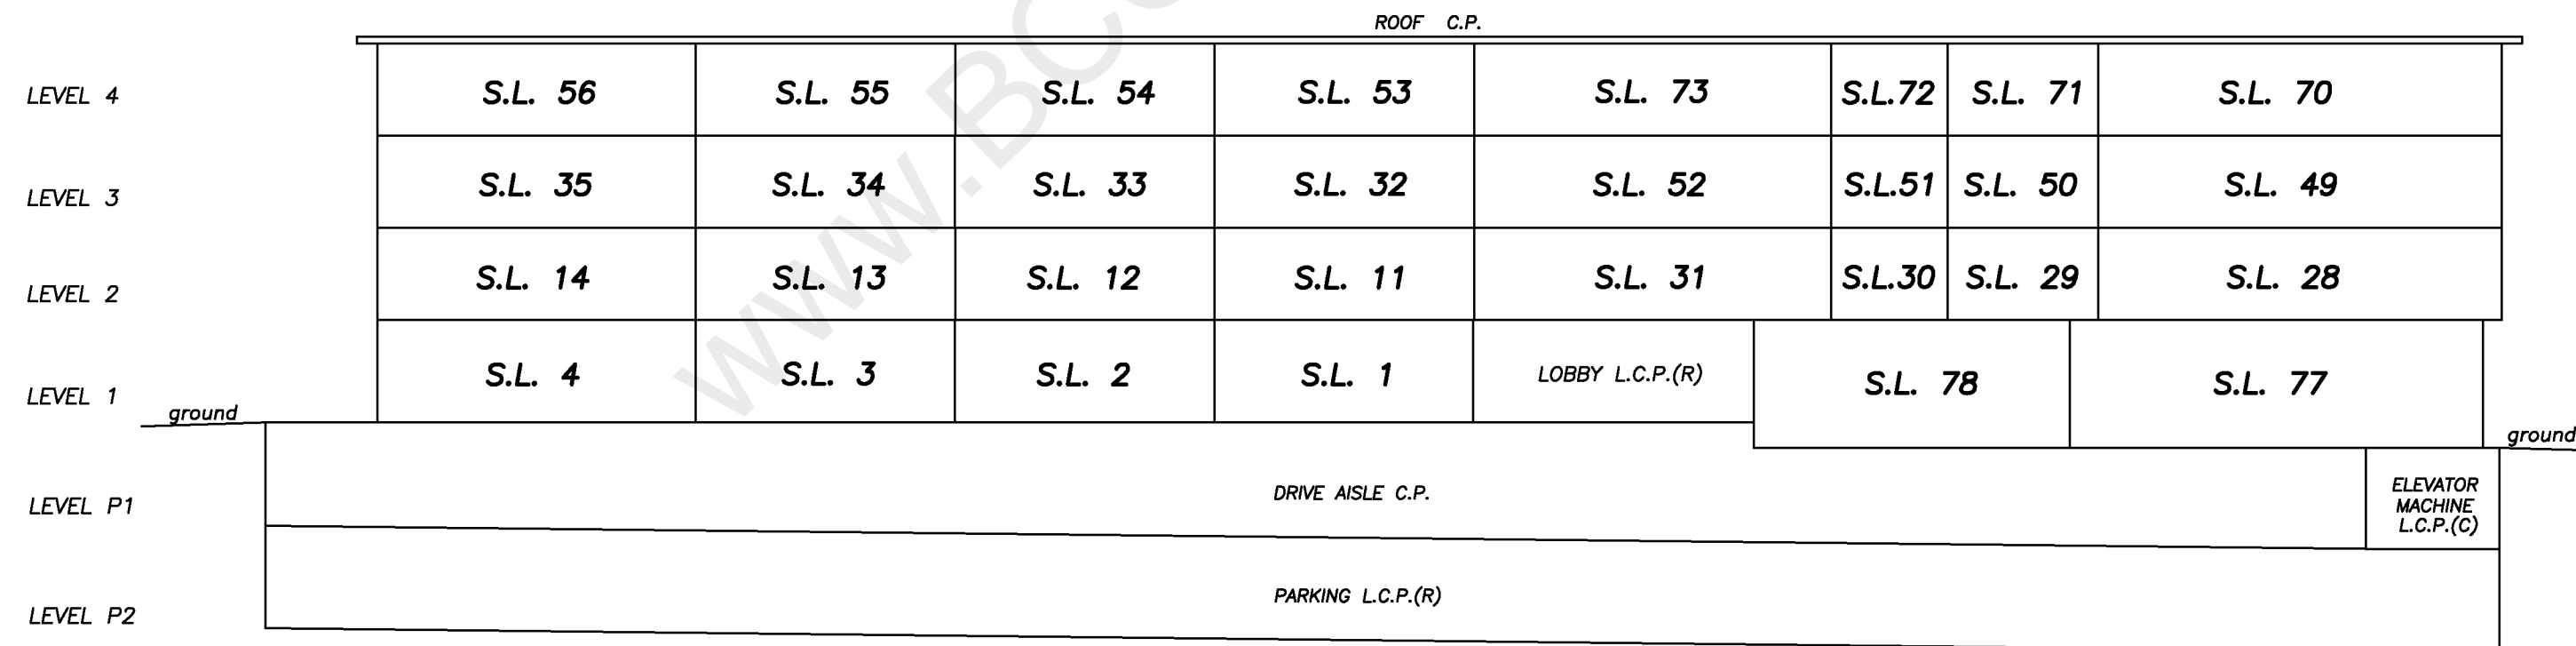 ROOF C.P.
LEVEL 4 S.L. 56 S.L. 55 S.L. 54 S.L. 53 S.L. 73 S.L.72 S.L. 71 S.L. 70
LEVEL 3 S.L. 35 S.L. 34 S.L. 33 S.L. 32 S.L. 52 S.L.51 S.L. 50 S.L. 49
LEVEL 2 S.L. 14 S.L. 13 S.L. 12 S.L. 11 S.L. 31 S.L.30 S.L. 29 S.L. 28
LEVEL 1 S.L. 4 S.L. 3 S.L. 2 S.L. 1 LOBBY L.C.P.(R) S.L. 78 S.L. 77
ground
ground
LEVEL P1 DRIVE AISLE C.P.
ELEVATOR
MACHINE
L.C.P.(C)
LEVEL P2 PARKING L.C.P.(R)
www.BC